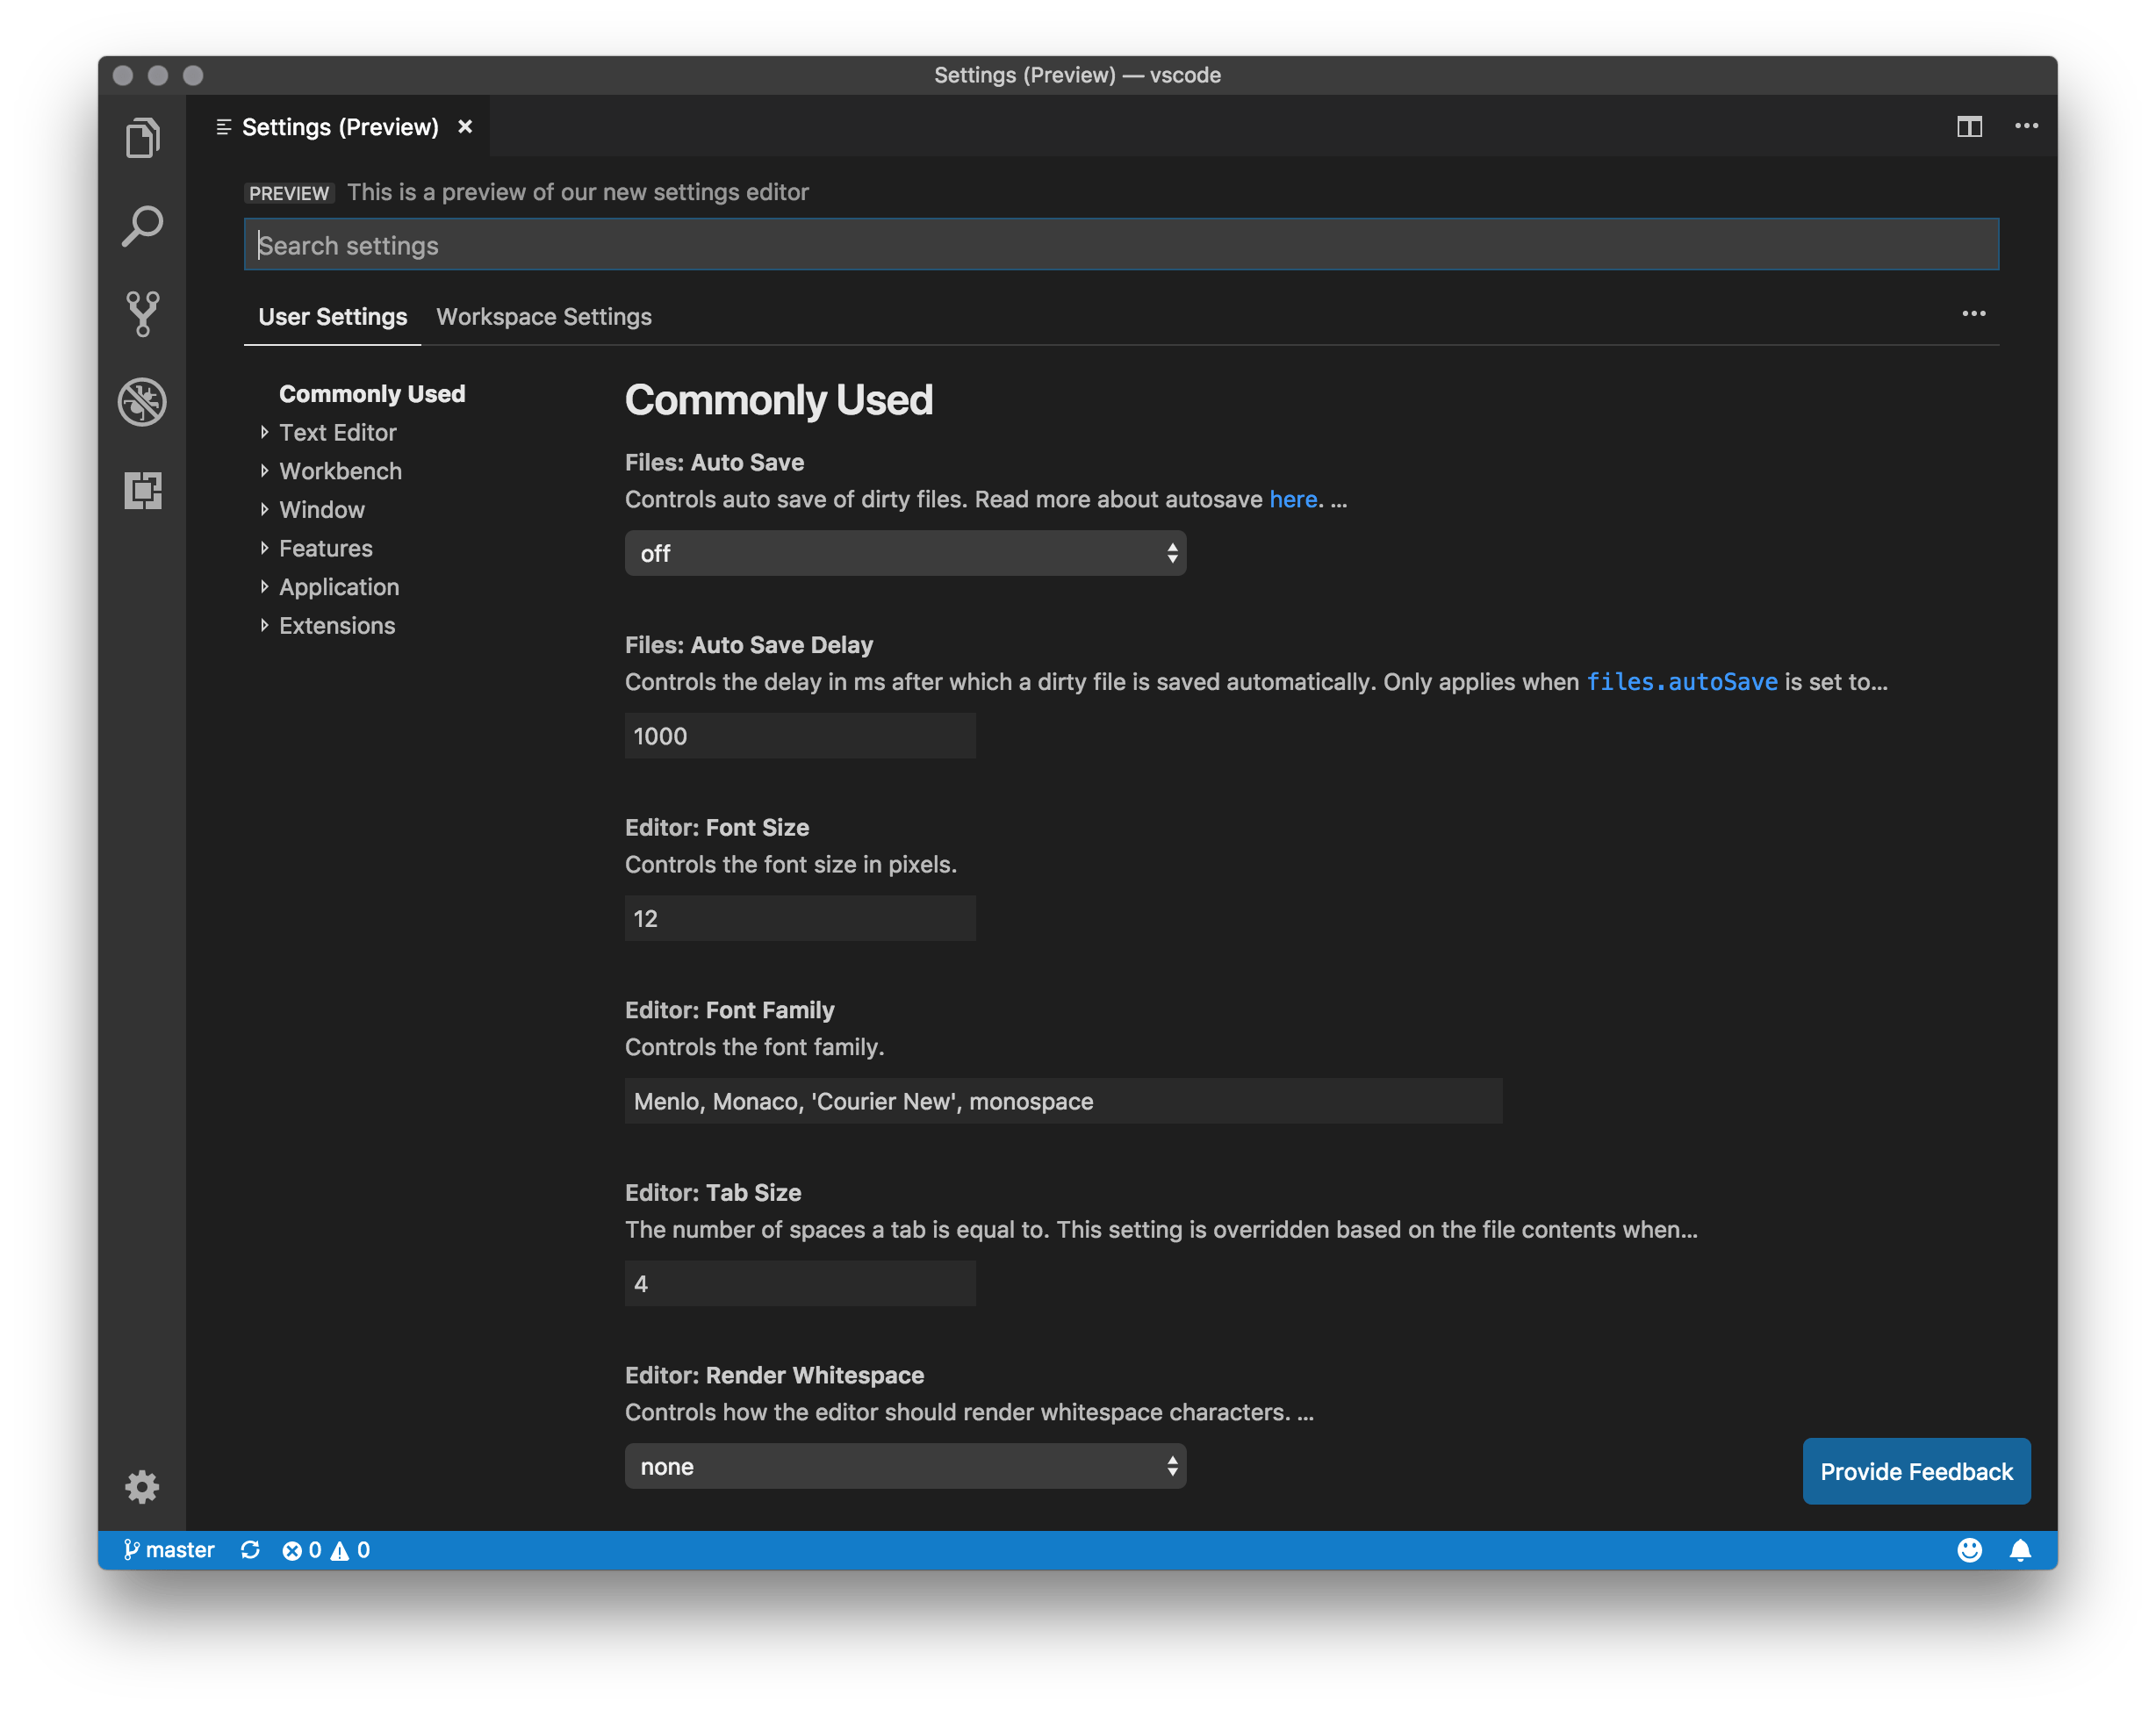 Settings (Preview) — vscode
Settings (Preview)
PREVIEW This is a preview of our new settings editor
Search settings
User Settings Workspace Settings
Commonly Used
Text Editor
Workbench
Window
Features
Application
Extensions
Commonly Used
Files: Auto Save
Controls auto save of dirty files. Read more about autosave here. ...
off
Files: Auto Save Delay
Controls the delay in ms after which a dirty file is saved automatically. Only applies when files.autoSave is set to...
1000
Editor: Font Size
Controls the font size in pixels.
12
Editor: Font Family
Controls the font family.
Menlo, Monaco, 'Courier New', monospace
Editor: Tab Size
The number of spaces a tab is equal to. This setting is overridden based on the file contents when...
4
Editor: Render Whitespace
Controls how the editor should render whitespace characters. ...
none
Provide Feedback
master 0 0